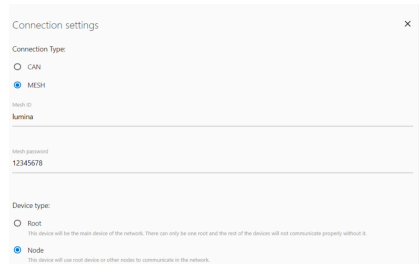 Connection settings
Connection Type:
CAN
MESH
Mesh ID
lumina
Mesh password
12345678
Device type:
Root
This device will be the main device of the network. There can only be one root and the rest of the devices will not communicate properly without it.
Node
This device will use root device or other nodes to communicate in the network.